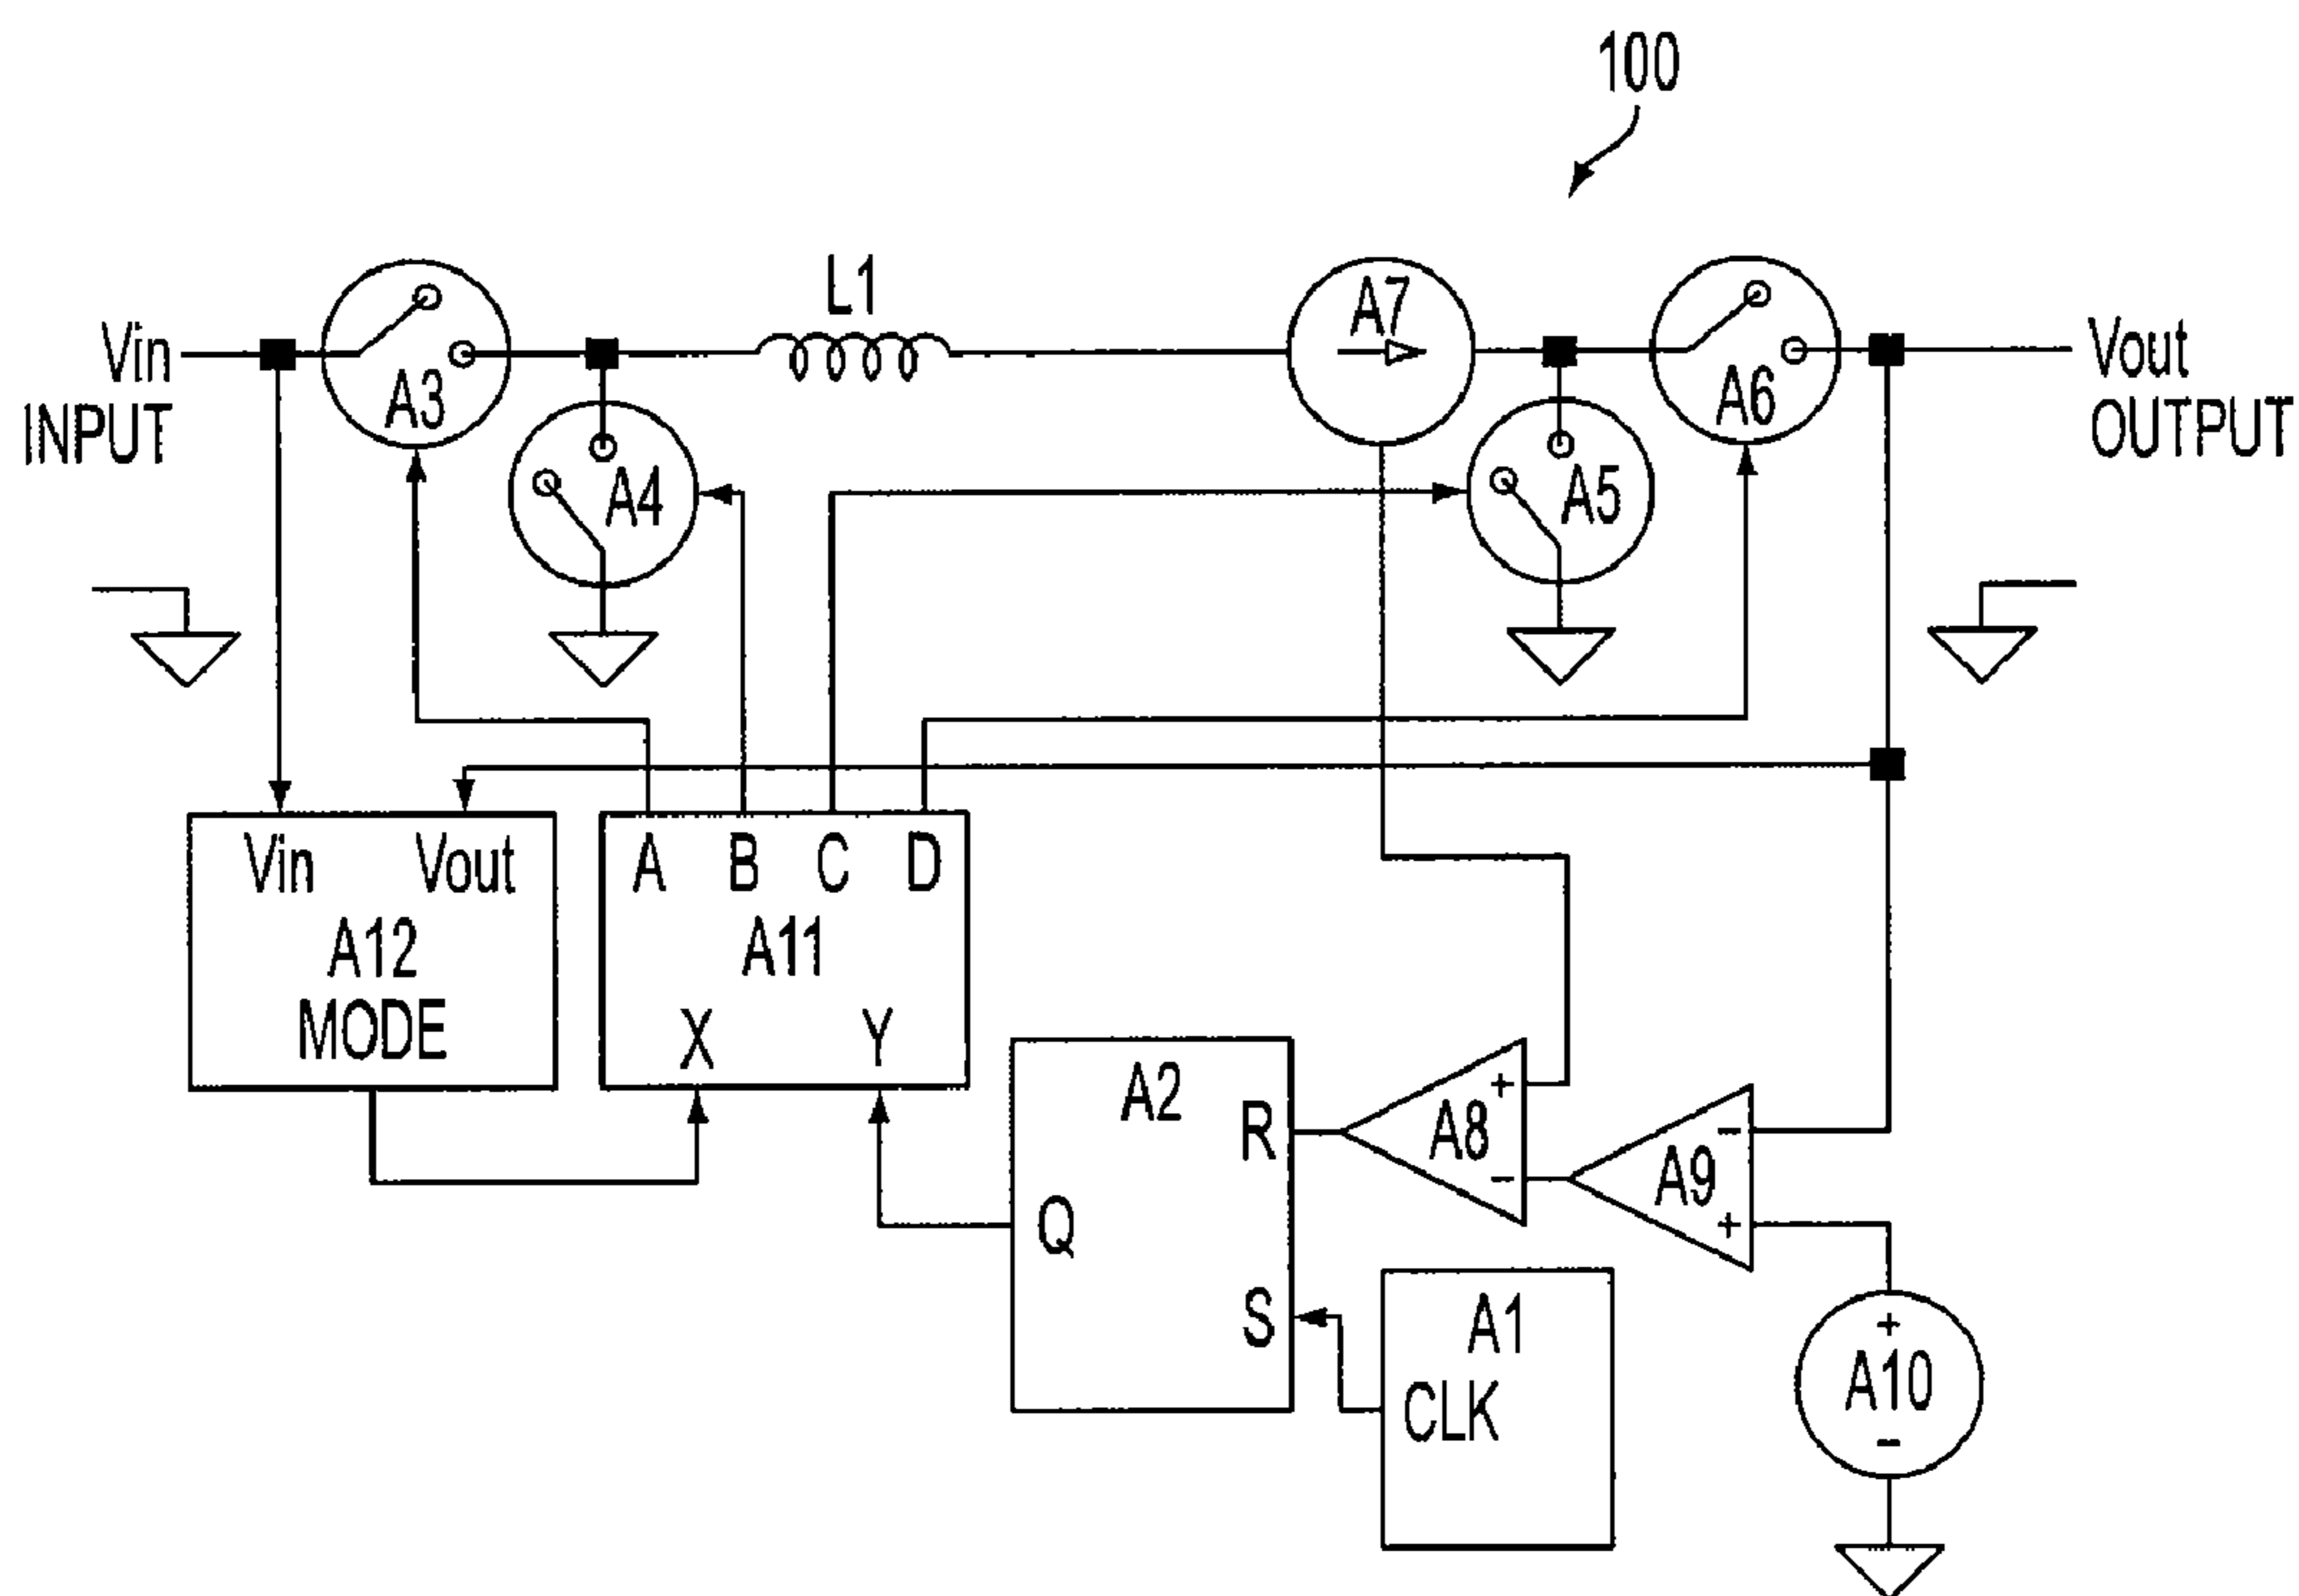 100
L1
A7
Vin
INPUT
A3
A6
Vout
OUTPUT
A4
A5
Vin Vout
A12
MODE
A B C D
A11
X Y
A2
R
Q
S
+
A8
−
−
A9
+
A1
CLK
+
A10
−